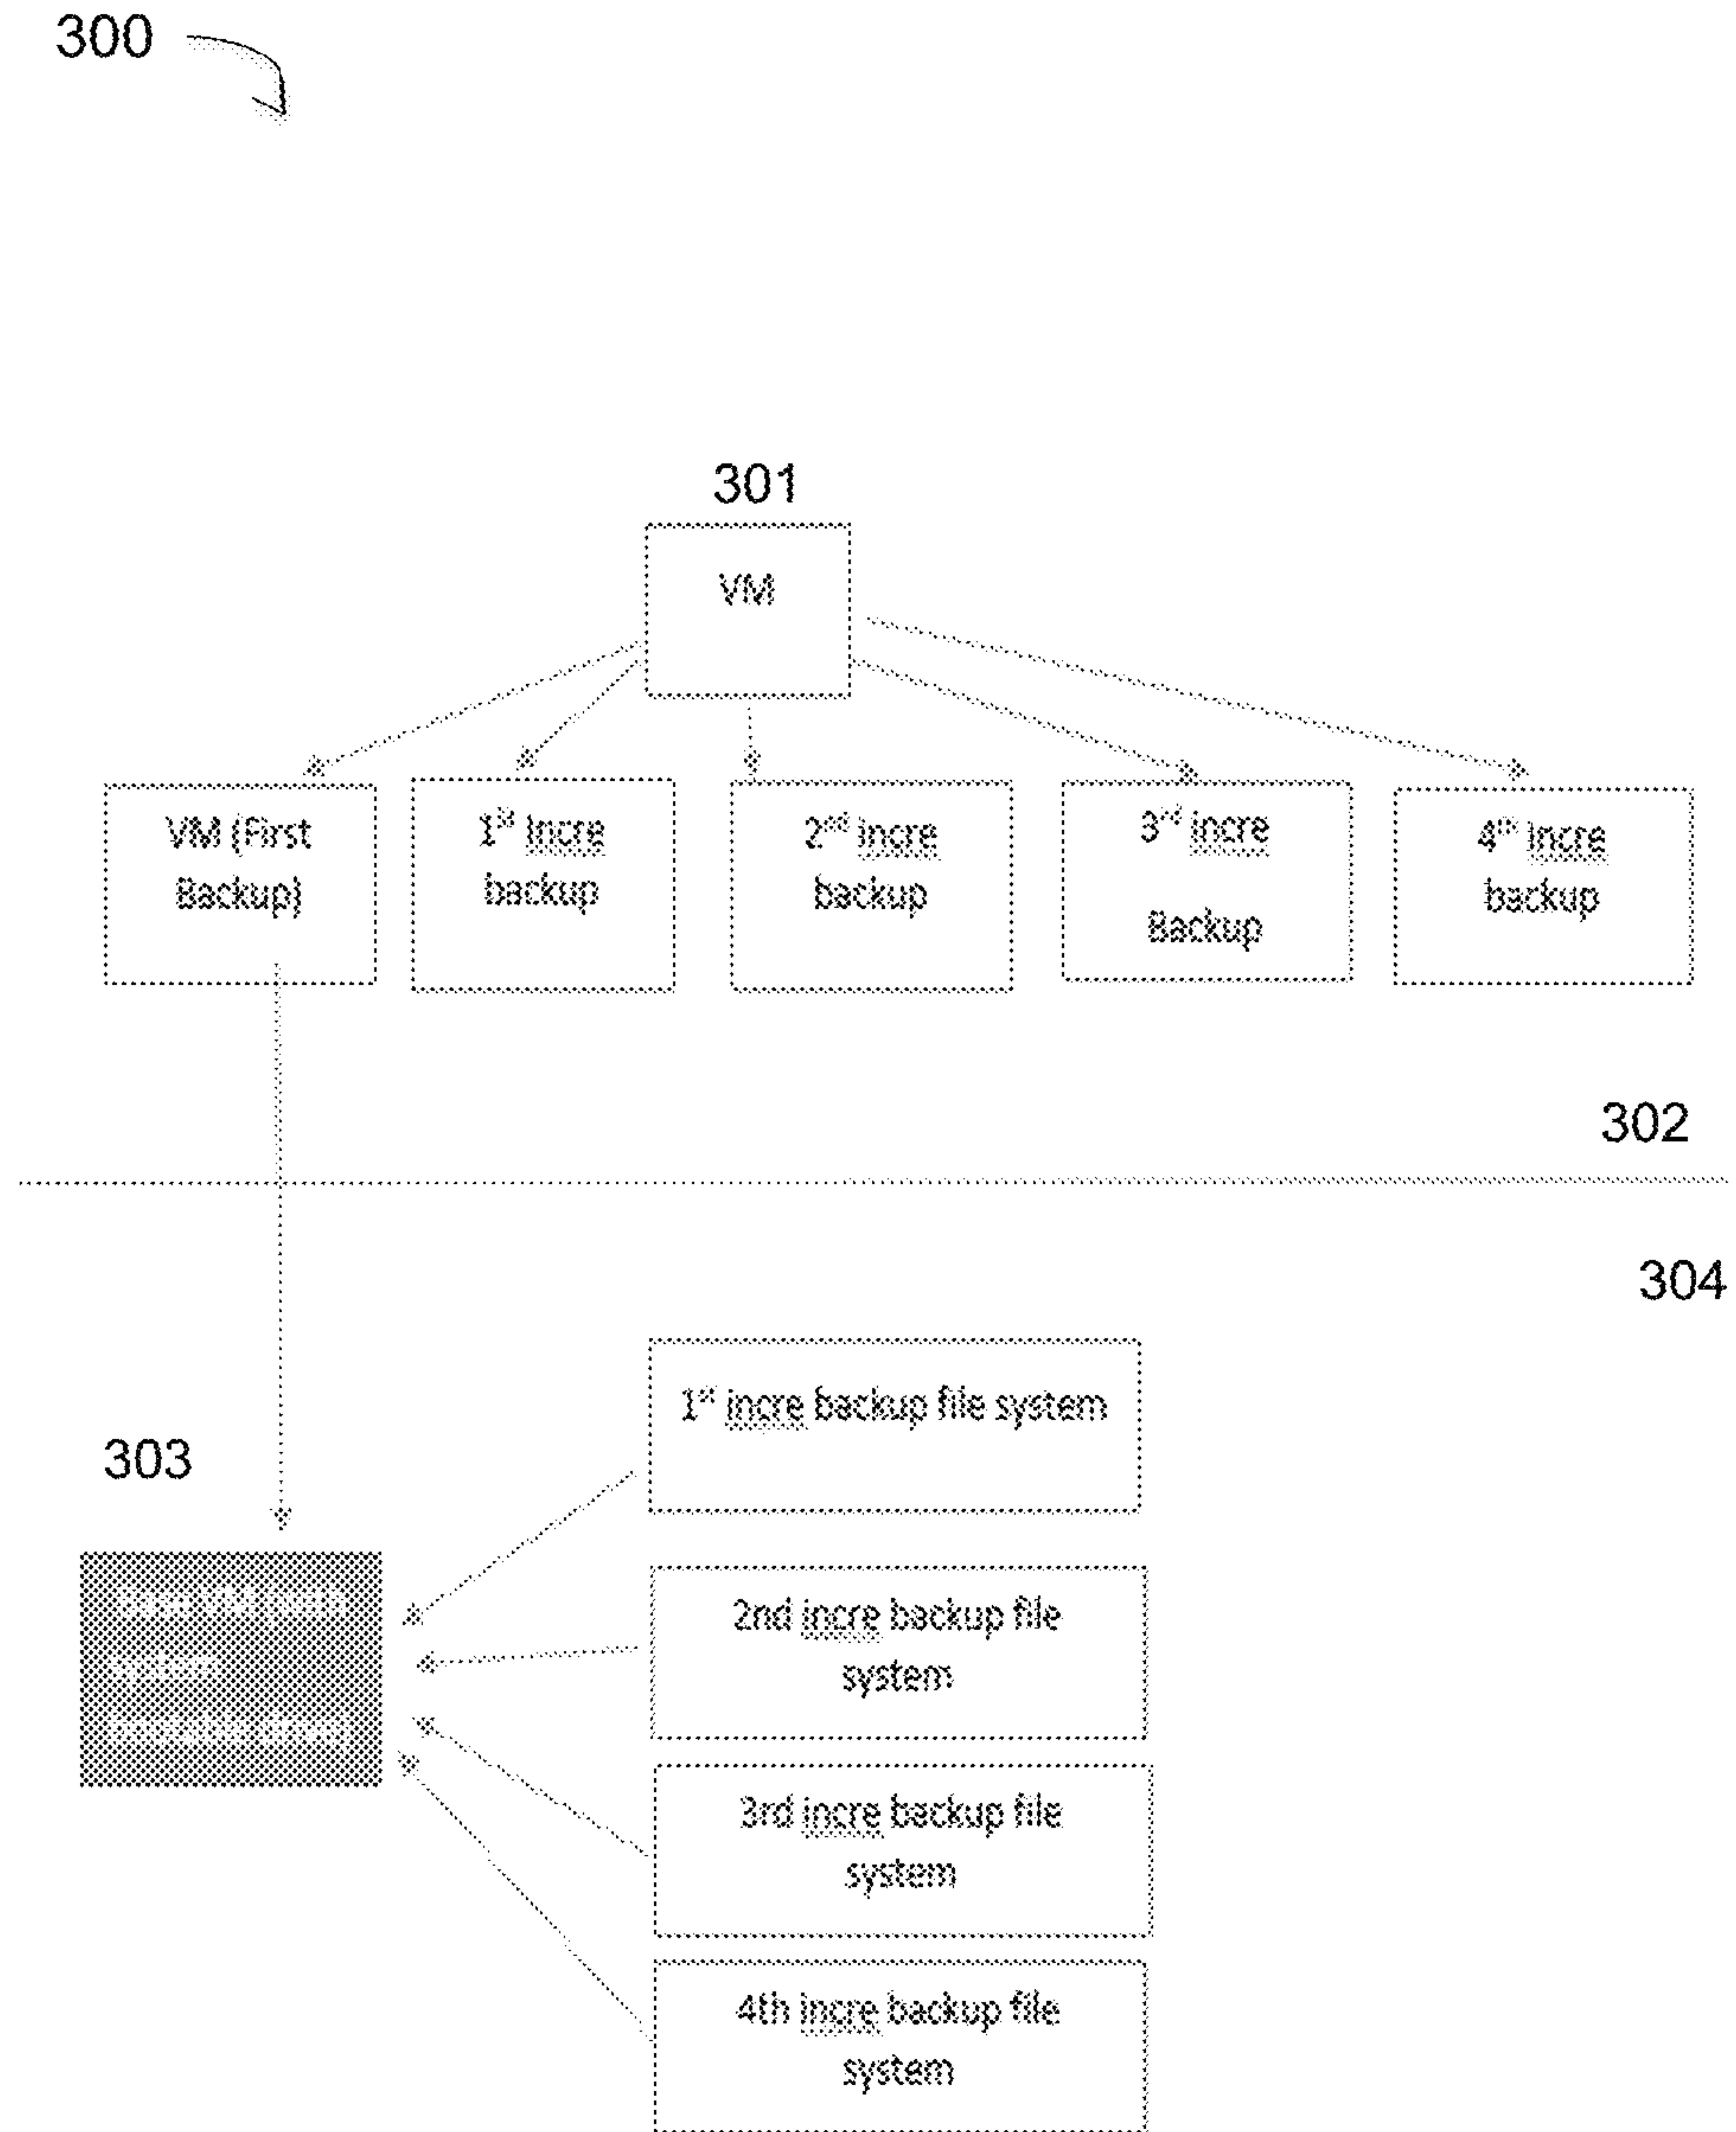 300
301
VM
VM (First
Backup)
1st Incre
backup
2nd incre
backup
3rd incre
Backup
4th incre
backup
302
304
303
1st incre backup file system
2nd incre backup file
system
3rd incre backup file
system
4th incre backup file
system
system